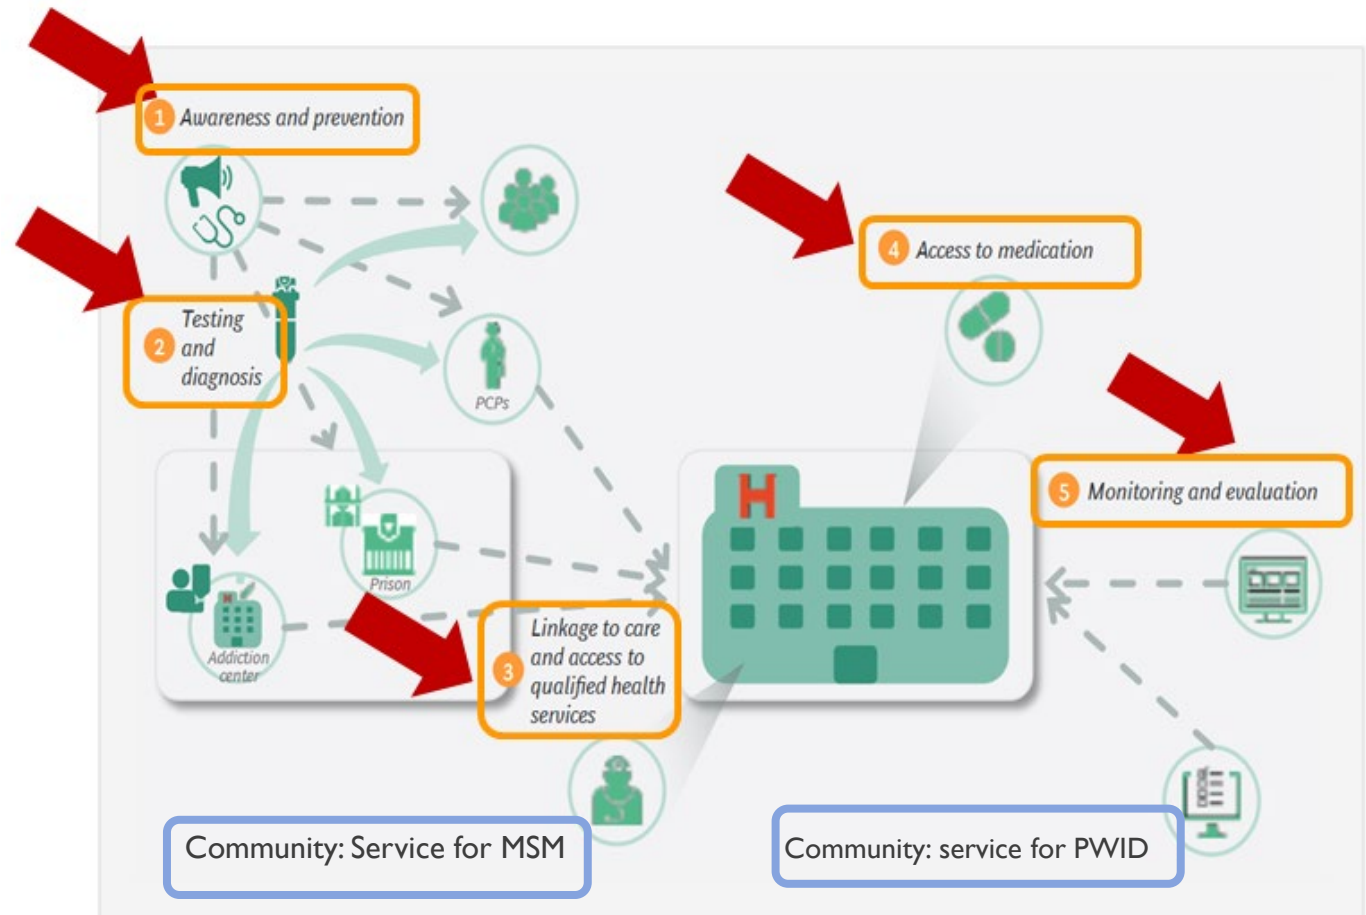 1 Awareness and prevention
4 Access to medication
2 Testing
and
diagnosis
PCPs
H
5 Monitoring and evaluation
Prison
H
Addiction
center
3 Linkage to care
and access to
qualified health
services
Community: Service for MSM
Community: service for PWID